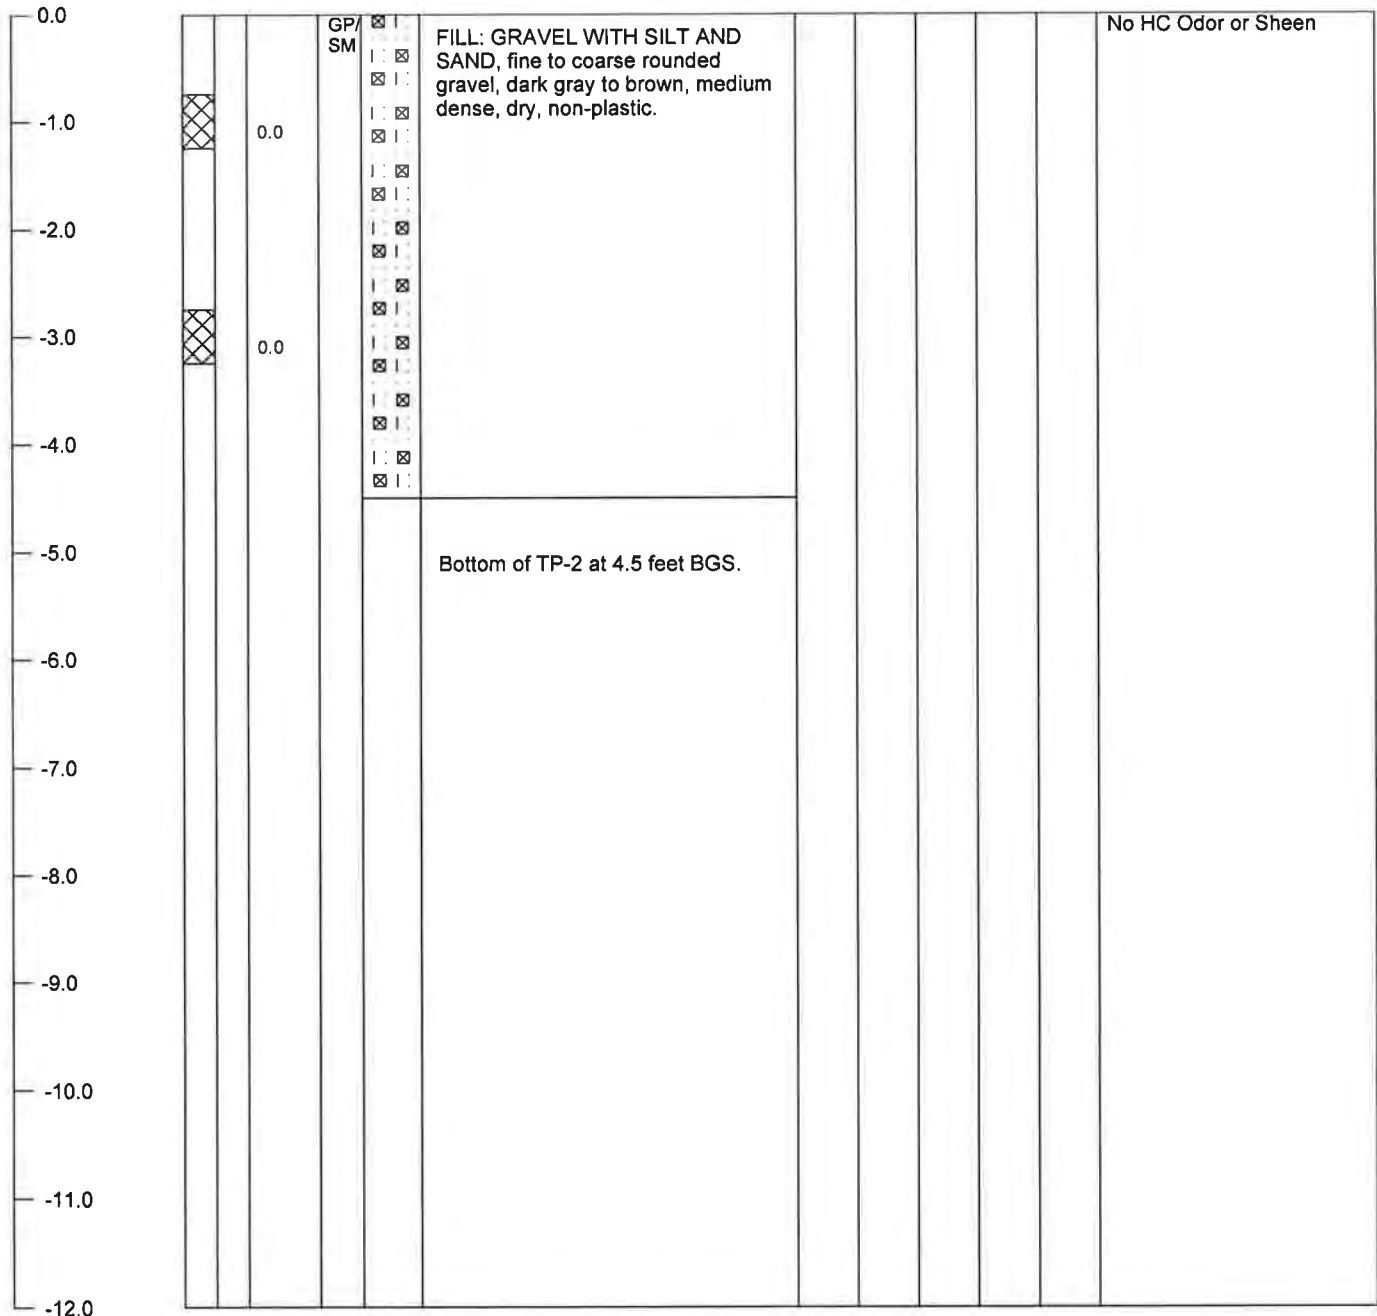 0.0
GP/
SM
FILL: GRAVEL WITH SILT AND
SAND, fine to coarse rounded
gravel, dark gray to brown, medium
dense, dry, non-plastic.
No HC Odor or Sheen
-1.0
0.0
-2.0
-3.0
0.0
-4.0
-5.0
Bottom of TP-2 at 4.5 feet BGS.
-6.0
-7.0
-8.0
-9.0
-10.0
-11.0
-12.0